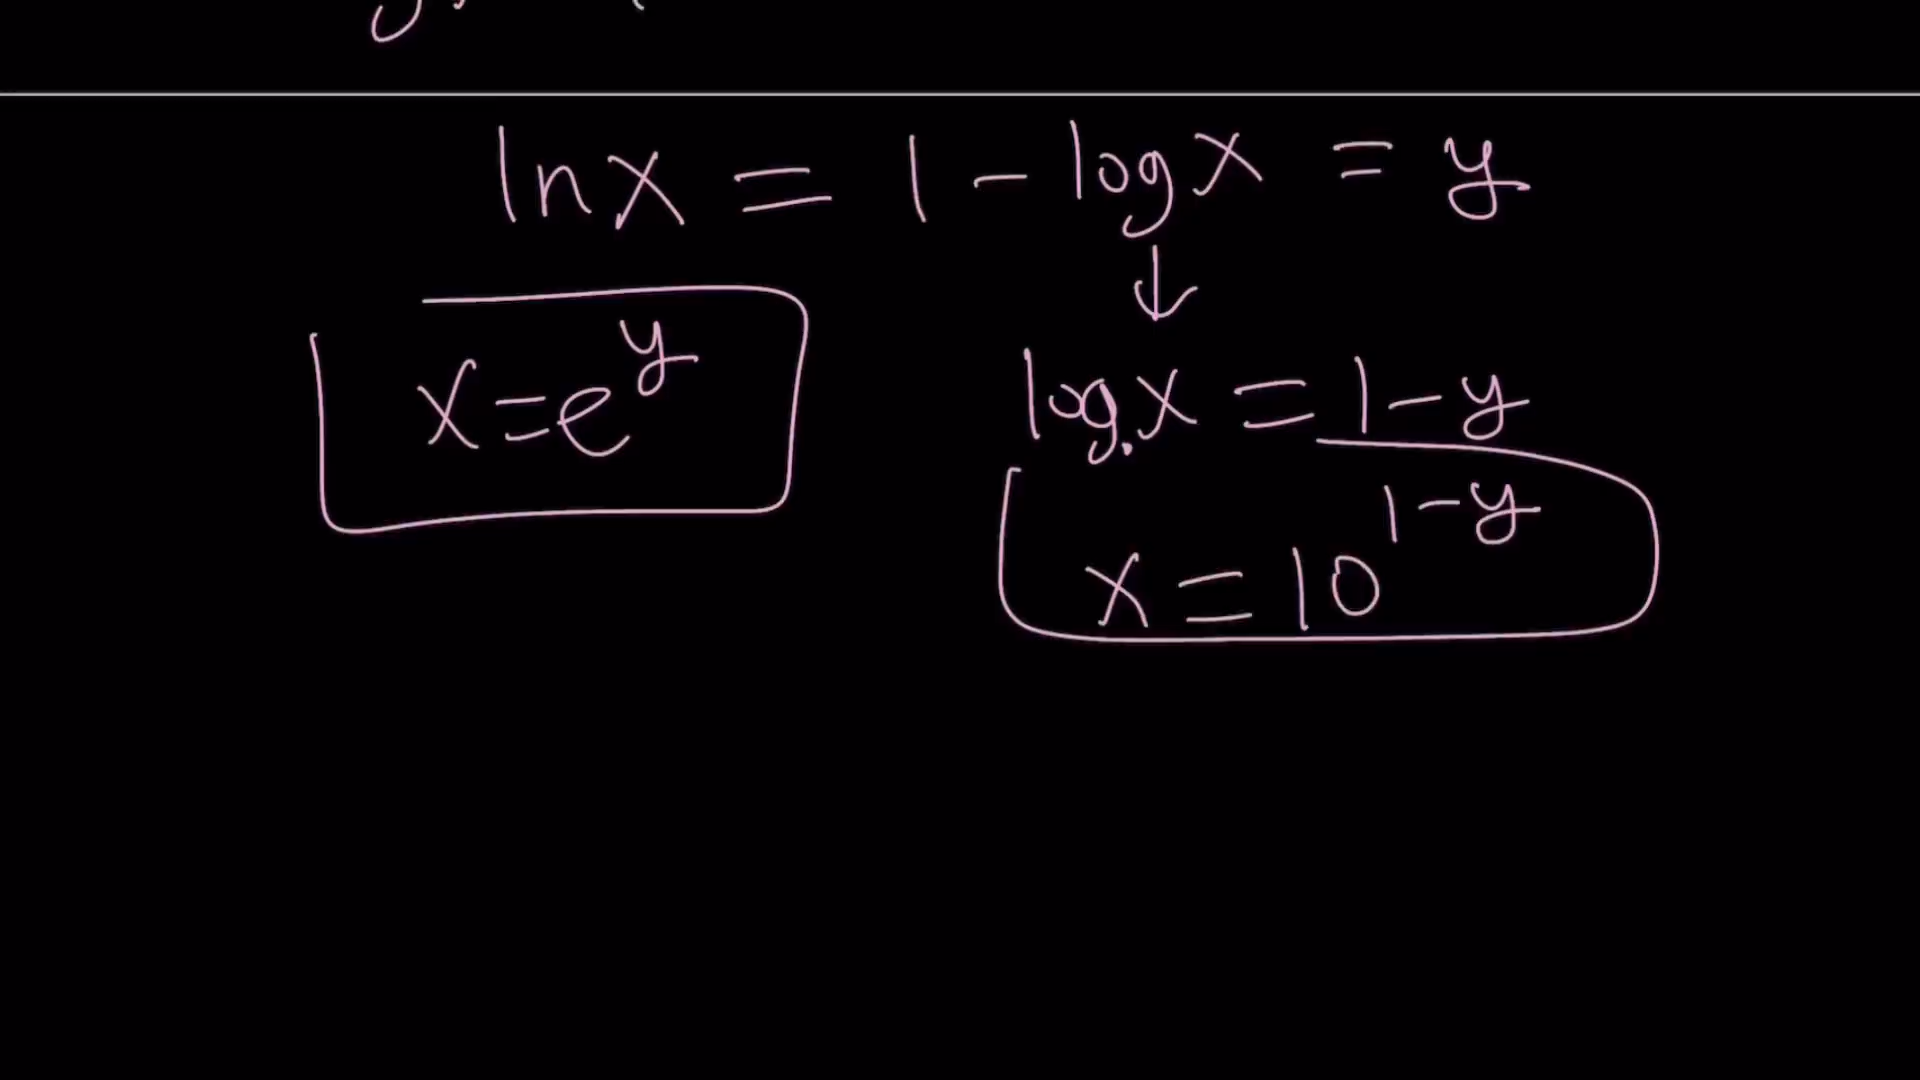 ln x = 1 - log x = y
↓
x = e^y
log x = 1 - y
x = 10^(1-y)